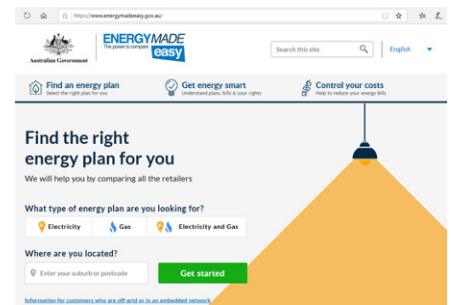 https://www.energymadeeasy.gov.au/
Australian Government
ENERGYMADE
The power to compare
easy
Search this site
English
Find an energy plan
Select the right plan for you
Get energy smart
Understand plans, bills & your rights
Control your costs
Help to reduce your energy bills
Find the right
energy plan for you
We will help you by comparing all the retailers
What type of energy plan are you looking for?
Electricity
Gas
Electricity and Gas
Where are you located?
Enter your suburb or postcode
Get started
Information for customers who are off-grid or in an embedded network